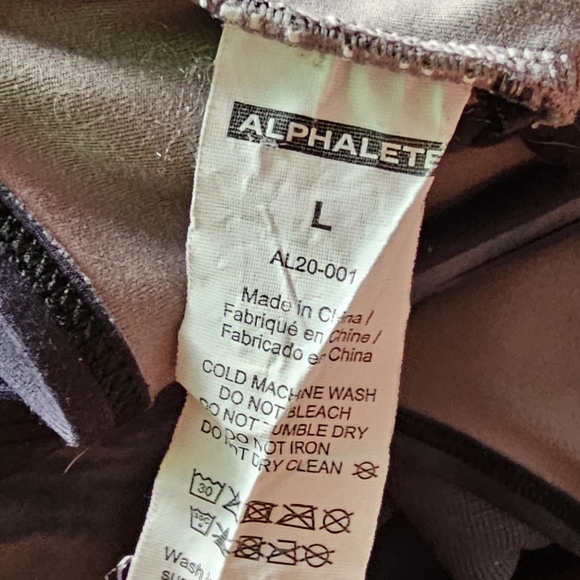 ALPHALETE
L
AL20-001
Made in China /
Fabriqué en Chine /
Fabricado en China
COLD MACHINE WASH
DO NOT BLEACH
DO NOT TUMBLE DRY
DO NOT IRON
DO NOT DRY CLEAN
30
Wash